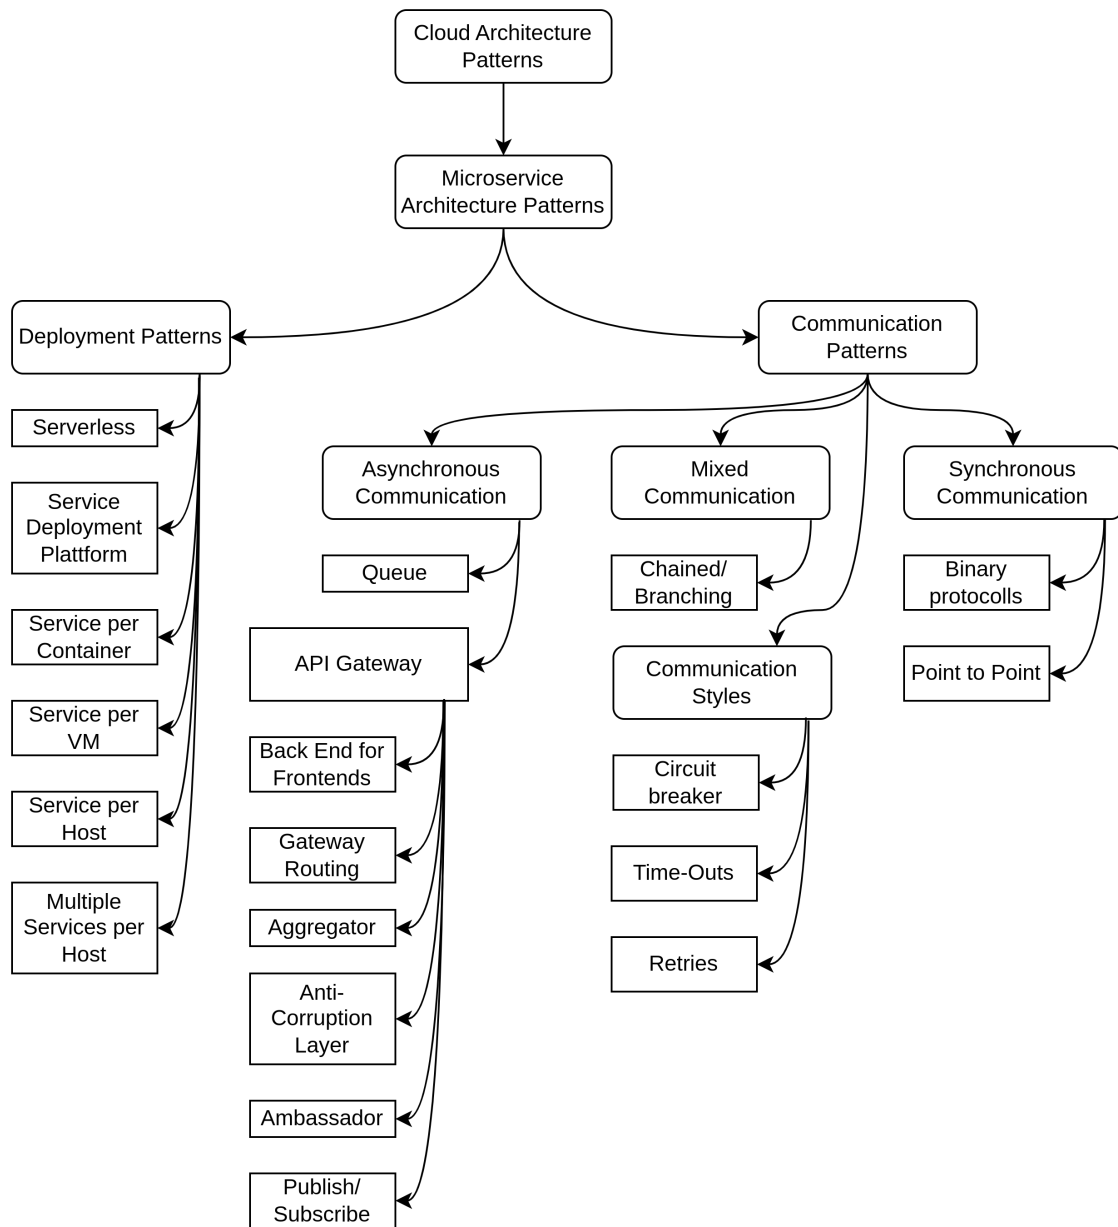 Cloud Architecture
Patterns
Microservice
Architecture Patterns
Deployment Patterns
Communication
Patterns
Serverless
Service
Deployment
Plattform
Service per
Container
Service per
VM
Service per
Host
Multiple
Services per
Host
Asynchronous
Communication
Queue
API Gateway
Back End for
Frontends
Gateway
Routing
Aggregator
Anti-
Corruption
Layer
Ambassador
Publish/
Subscribe
Mixed
Communication
Chained/
Branching
Communication
Styles
Circuit
breaker
Time-Outs
Retries
Synchronous
Communication
Binary
protocolls
Point to Point